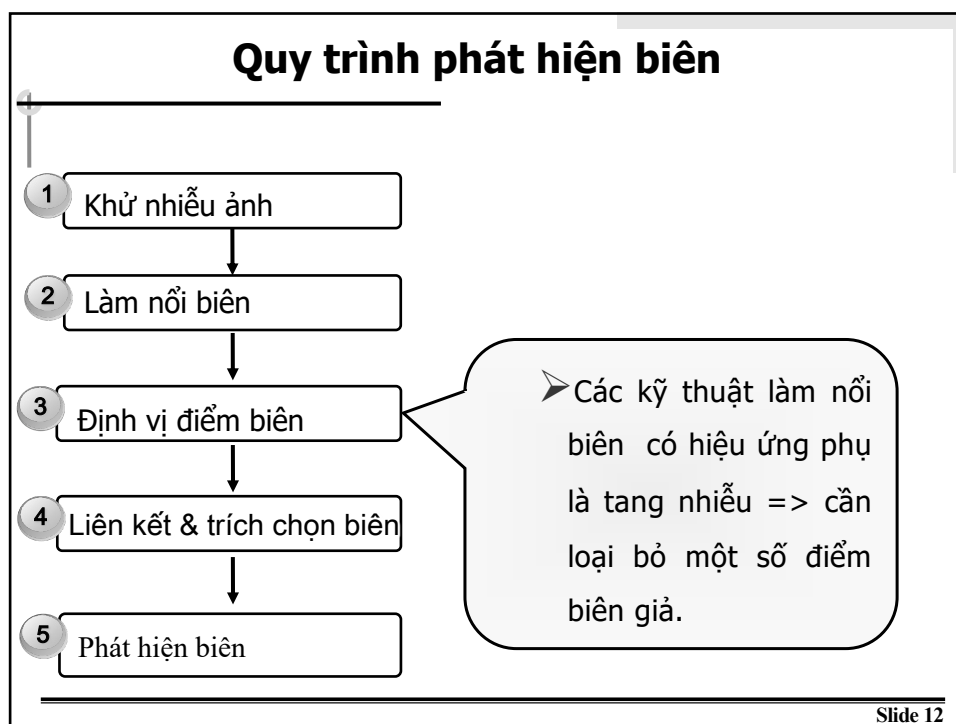 Quy trình phát hiện biên
1
Khử nhiễu ảnh
2
Làm nổi biên
3
Định vị điểm biên
4
Liên kết & trích chọn biên
5
Phát hiện biên
Các kỹ thuật làm nổi
biên có hiệu ứng phụ
là tang nhiễu => cần
loại bỏ một số điểm
biên giả.
Slide 12